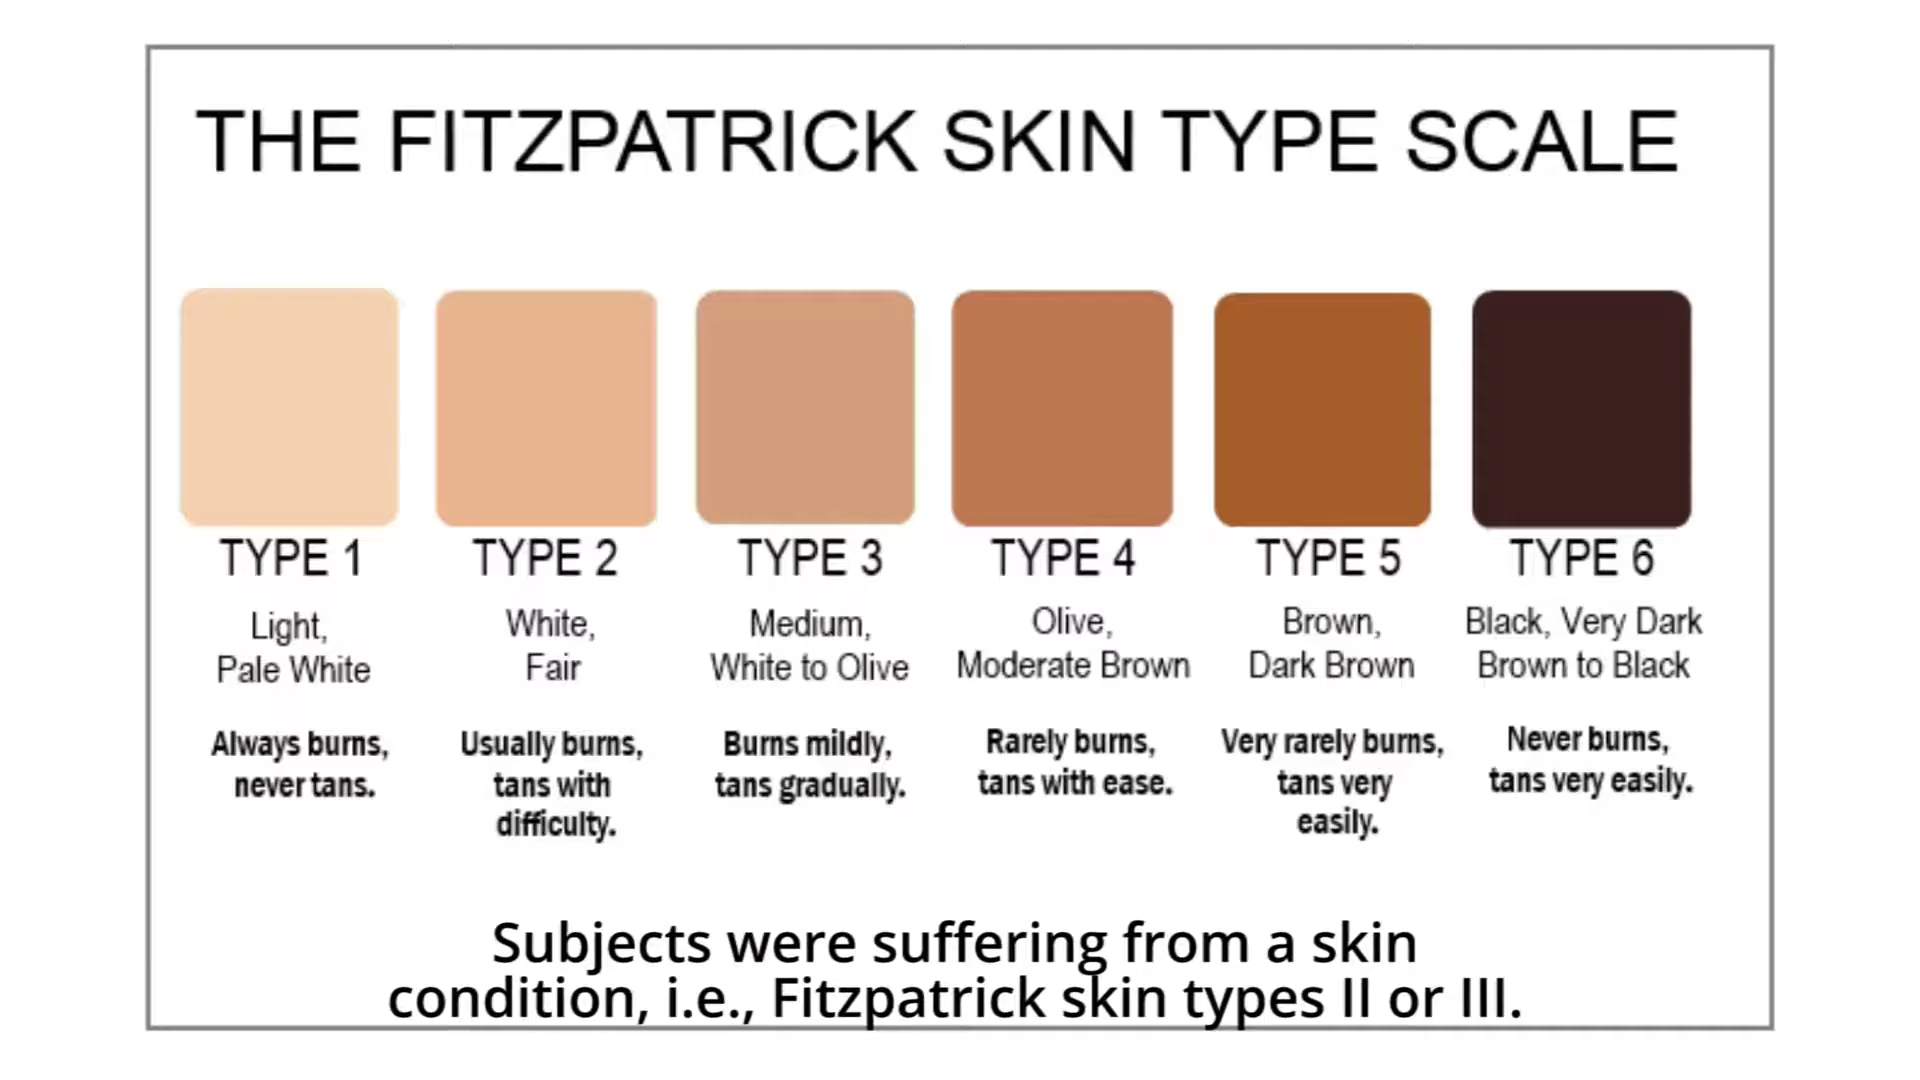 THE FITZPATRICK SKIN TYPE SCALE
TYPE 1
Light,
Pale White
Always burns,
never tans.
TYPE 2
White,
Fair
Usually burns,
tans with
difficulty.
TYPE 3
Medium,
White to Olive
Burns mildly,
tans gradually.
TYPE 4
Olive,
Moderate Brown
Rarely burns,
tans with ease.
TYPE 5
Brown,
Dark Brown
Very rarely burns,
tans very
easily.
TYPE 6
Black, Very Dark
Brown to Black
Never burns,
tans very easily.
Subjects were suffering from a skin
condition, i.e., Fitzpatrick skin types II or III.